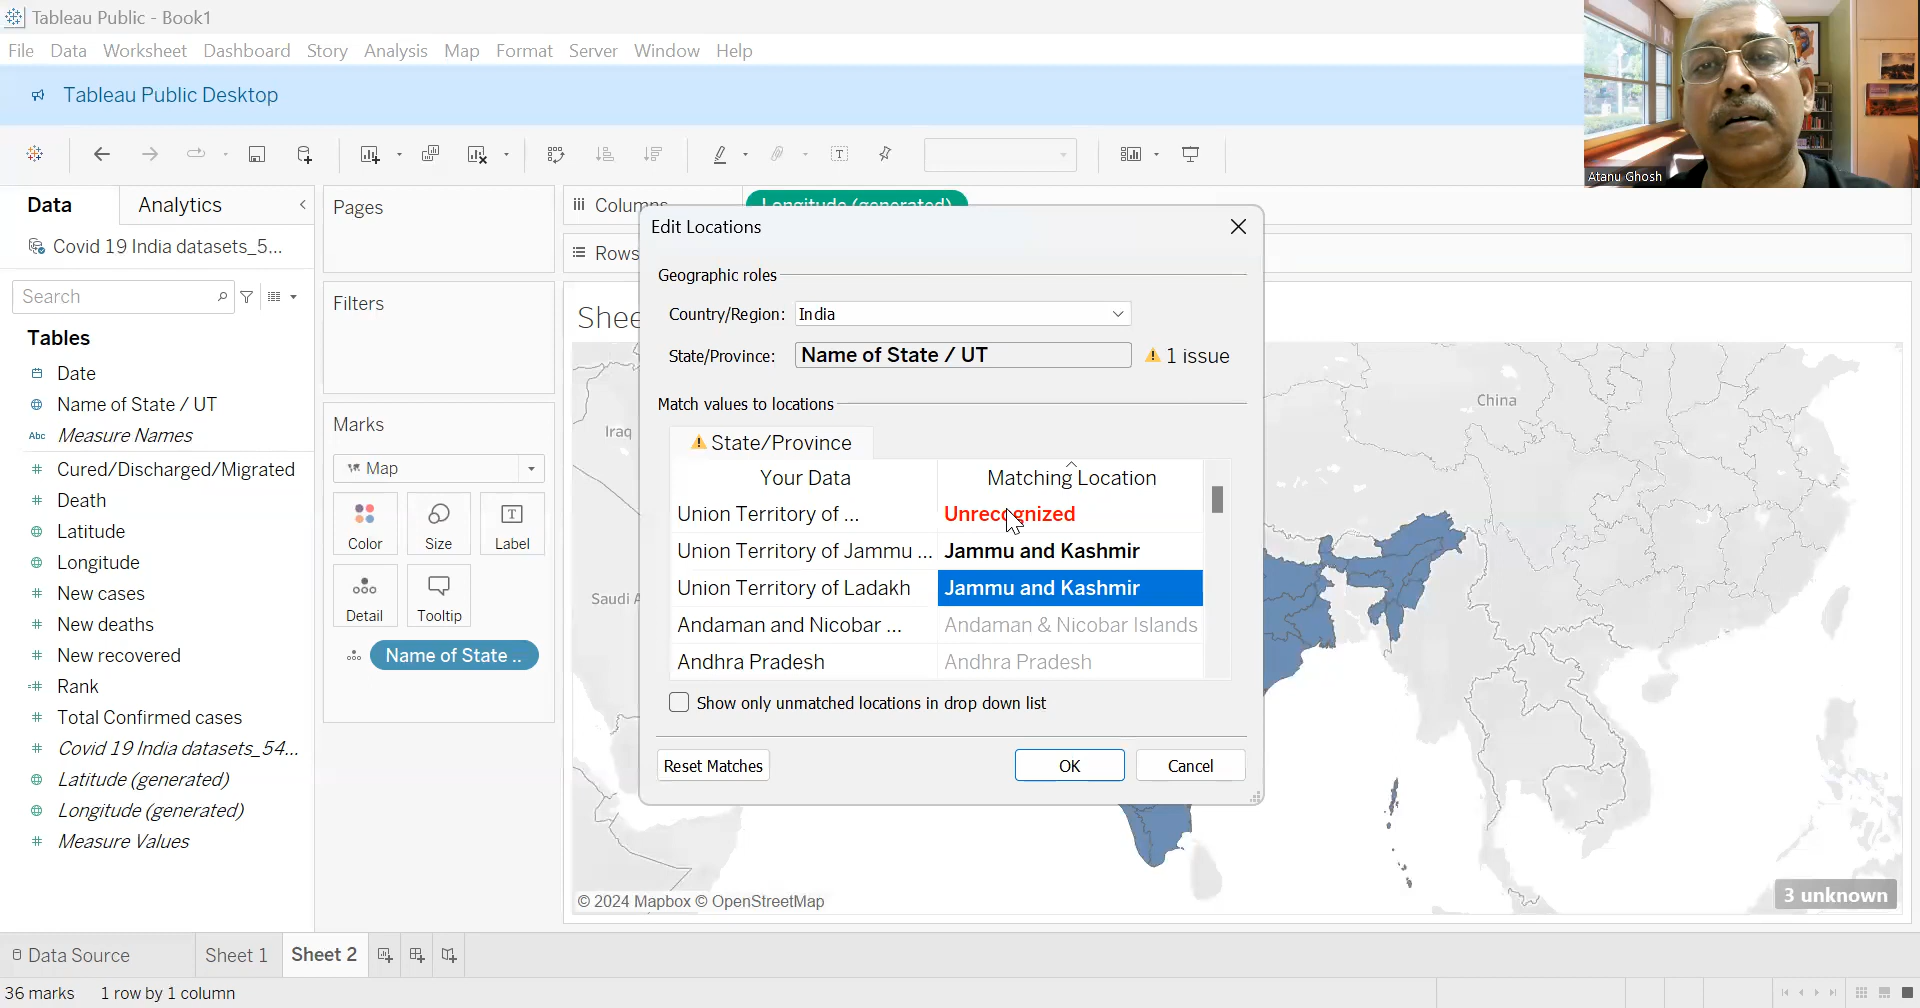 Tableau Public - Book1
File Data Worksheet Dashboard Story Analysis Map Format Server Window Help
Tableau Public Desktop
Atanu Ghosh
Data Analytics
Covid 19 India datasets_5...
Search
Tables
Date
Name of State / UT
Abc Measure Names
Cured/Discharged/Migrated
Death
Latitude
Longitude
New cases
New deaths
New recovered
Rank
Total Confirmed cases
Covid 19 India datasets_54...
Latitude (generated)
Longitude (generated)
Measure Values
Pages
Filters
Marks
Map
Color Size Label
Detail Tooltip
Name of State ..
Columns Longitude (generated)
Rows
Shee
Iraq
Saudi A
China
Edit Locations
Geographic roles
Country/Region: India
State/Province: Name of State / UT 1 issue
Match values to locations
State/Province
Your Data Matching Location
Union Territory of ... Unrecognized
Union Territory of Jammu ... Jammu and Kashmir
Union Territory of Ladakh Jammu and Kashmir
Andaman and Nicobar ... Andaman & Nicobar Islands
Andhra Pradesh Andhra Pradesh
Show only unmatched locations in drop down list
Reset Matches OK Cancel
© 2024 Mapbox © OpenStreetMap
3 unknown
Data Source Sheet 1 Sheet 2
36 marks 1 row by 1 column